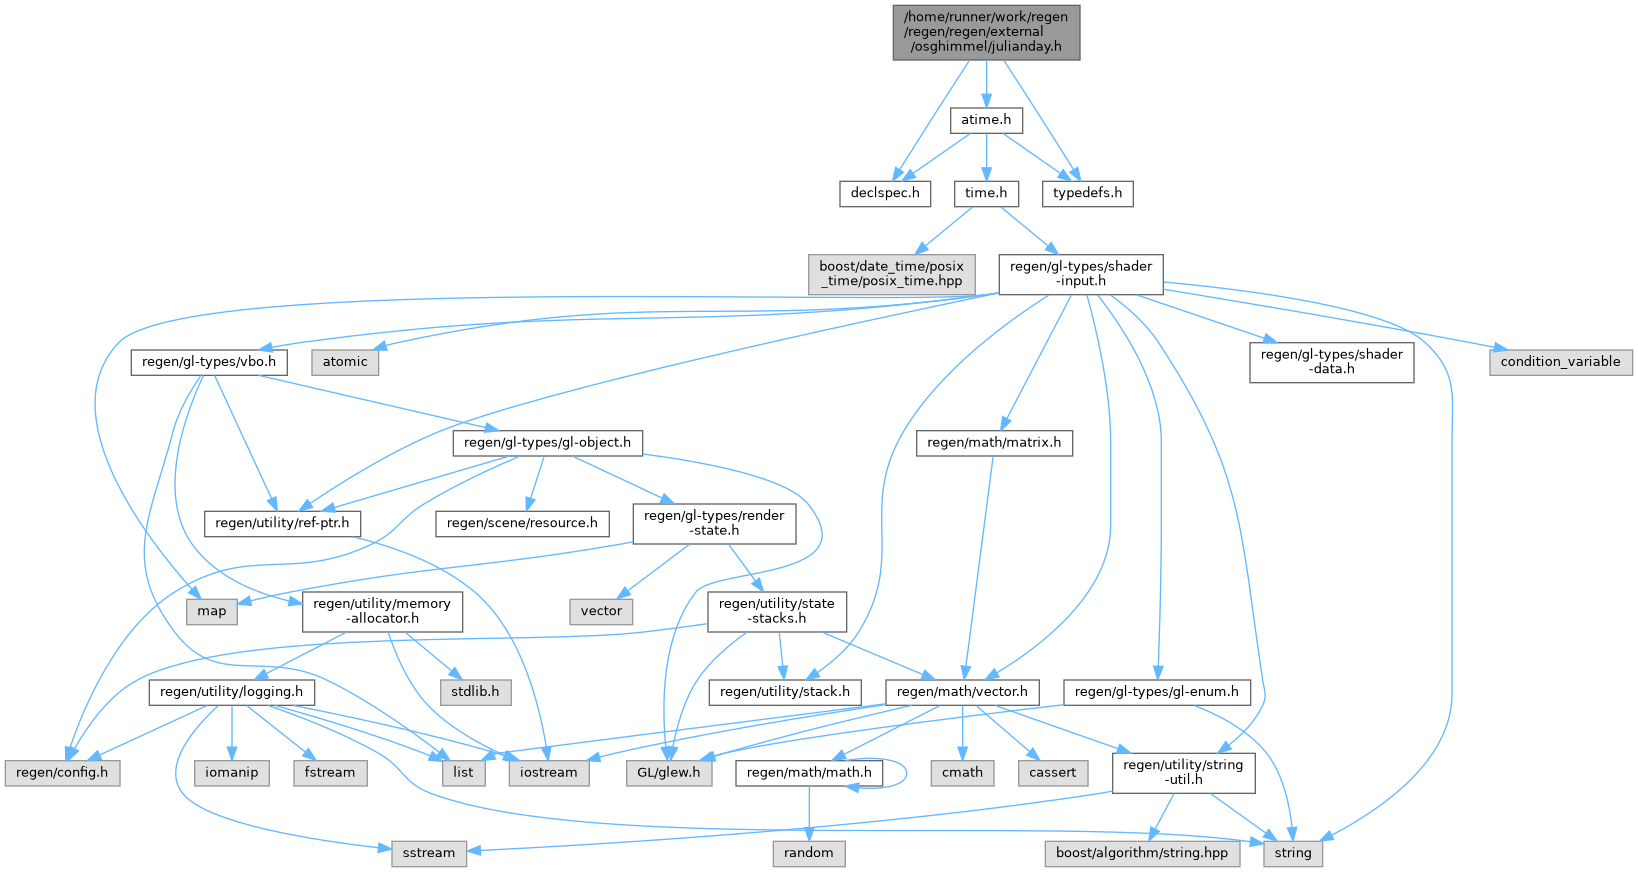 /home/runner/work/regen
/regen/regen/external
/osghimmel/julianday.h
atime.h
declspec.h
time.h
typedefs.h
boost/date_time/posix
_time/posix_time.hpp
regen/gl-types/shader
-input.h
regen/gl-types/vbo.h
atomic
regen/gl-types/shader
-data.h
condition_variable
regen/gl-types/gl-object.h
regen/math/matrix.h
regen/utility/ref-ptr.h
regen/scene/resource.h
regen/gl-types/render
-state.h
map
regen/utility/memory
-allocator.h
vector
regen/utility/state
-stacks.h
regen/utility/logging.h
stdlib.h
regen/utility/stack.h
regen/math/vector.h
regen/gl-types/gl-enum.h
regen/config.h
iomanip
fstream
list
iostream
GL/glew.h
regen/math/math.h
cmath
cassert
regen/utility/string
-util.h
sstream
random
boost/algorithm/string.hpp
string